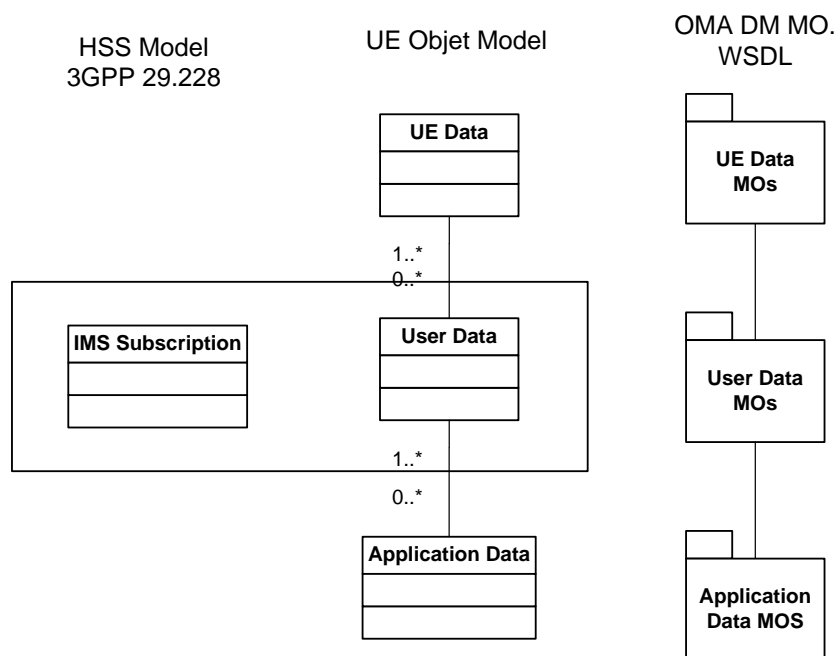 HSS Model
3GPP 29.228
UE Objet Model
OMA DM MO.
WSDL
UE Data
UE Data
MOs
1..*
0..*
IMS Subscription
User Data
User Data
MOs
1..*
0..*
Application Data
Application
Data MOS